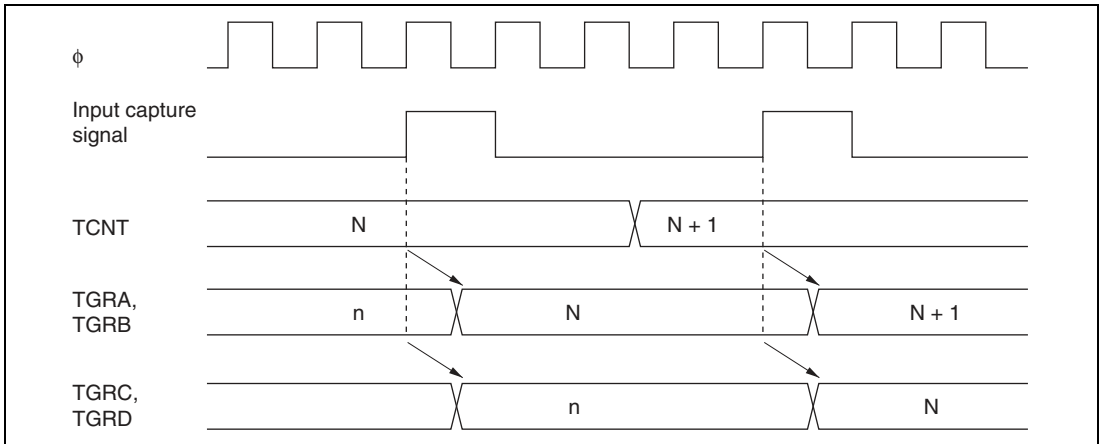 ϕ
Input capture
signal
TCNT
N
N + 1
TGRA,
TGRB
n
N
N + 1
TGRC,
TGRD
n
N